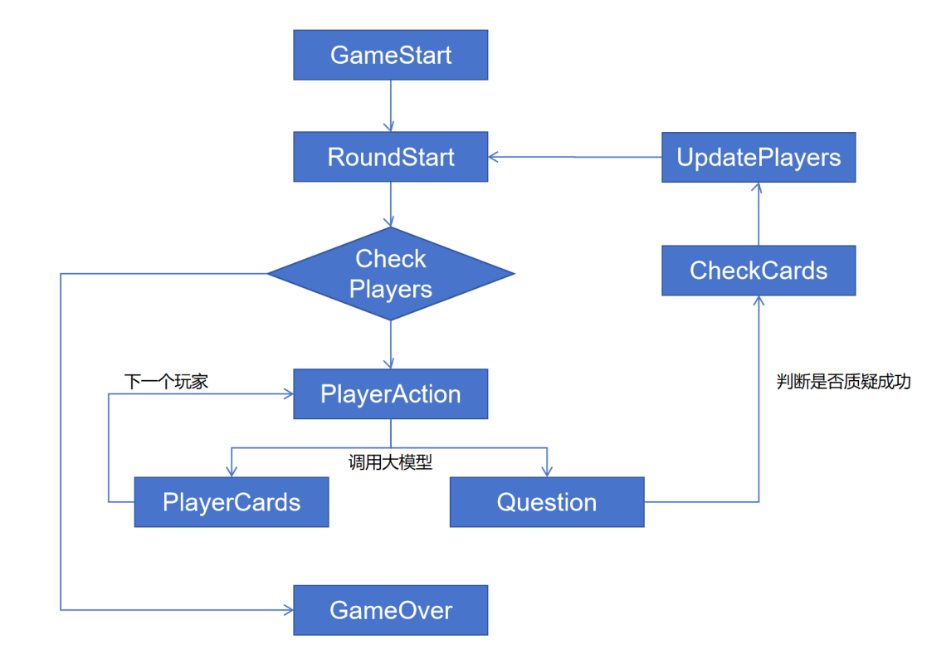 GameStart
RoundStart
UpdatePlayers
Check
Players
CheckCards
下一个玩家
PlayerAction
判断是否质疑成功
调用大模型
PlayerCards
Question
GameOver